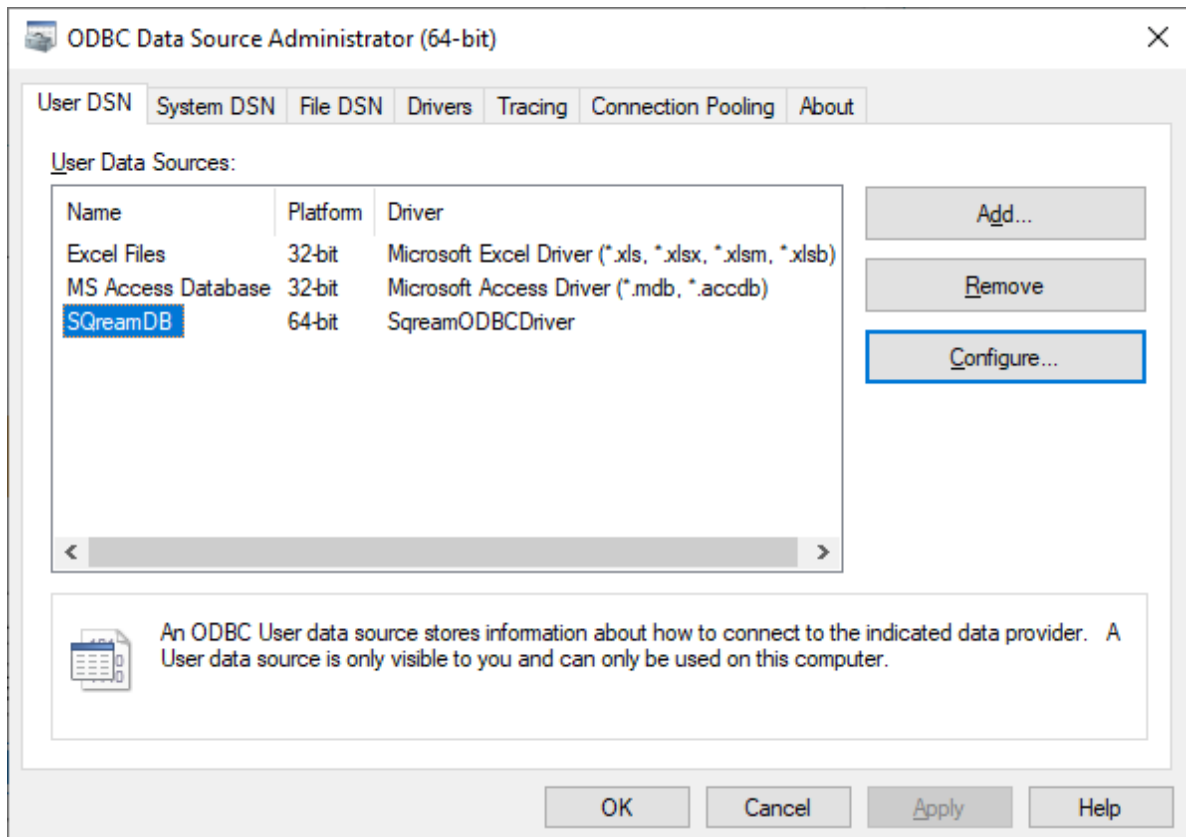 ODBC Data Source Administrator (64-bit)
User DSN System DSN File DSN Drivers Tracing Connection Pooling About
User Data Sources:
Name Platform Driver
Excel Files 32-bit Microsoft Excel Driver (*.xls, *.xlsx, *.xlsm, *.xlsb)
MS Access Database 32-bit Microsoft Access Driver (*.mdb, *.accdb)
SQreamDB 64-bit SqreamODBCDriver
Add...
Remove
Configure...
An ODBC User data source stores information about how to connect to the indicated data provider. A
User data source is only visible to you and can only be used on this computer.
OK Cancel Apply Help